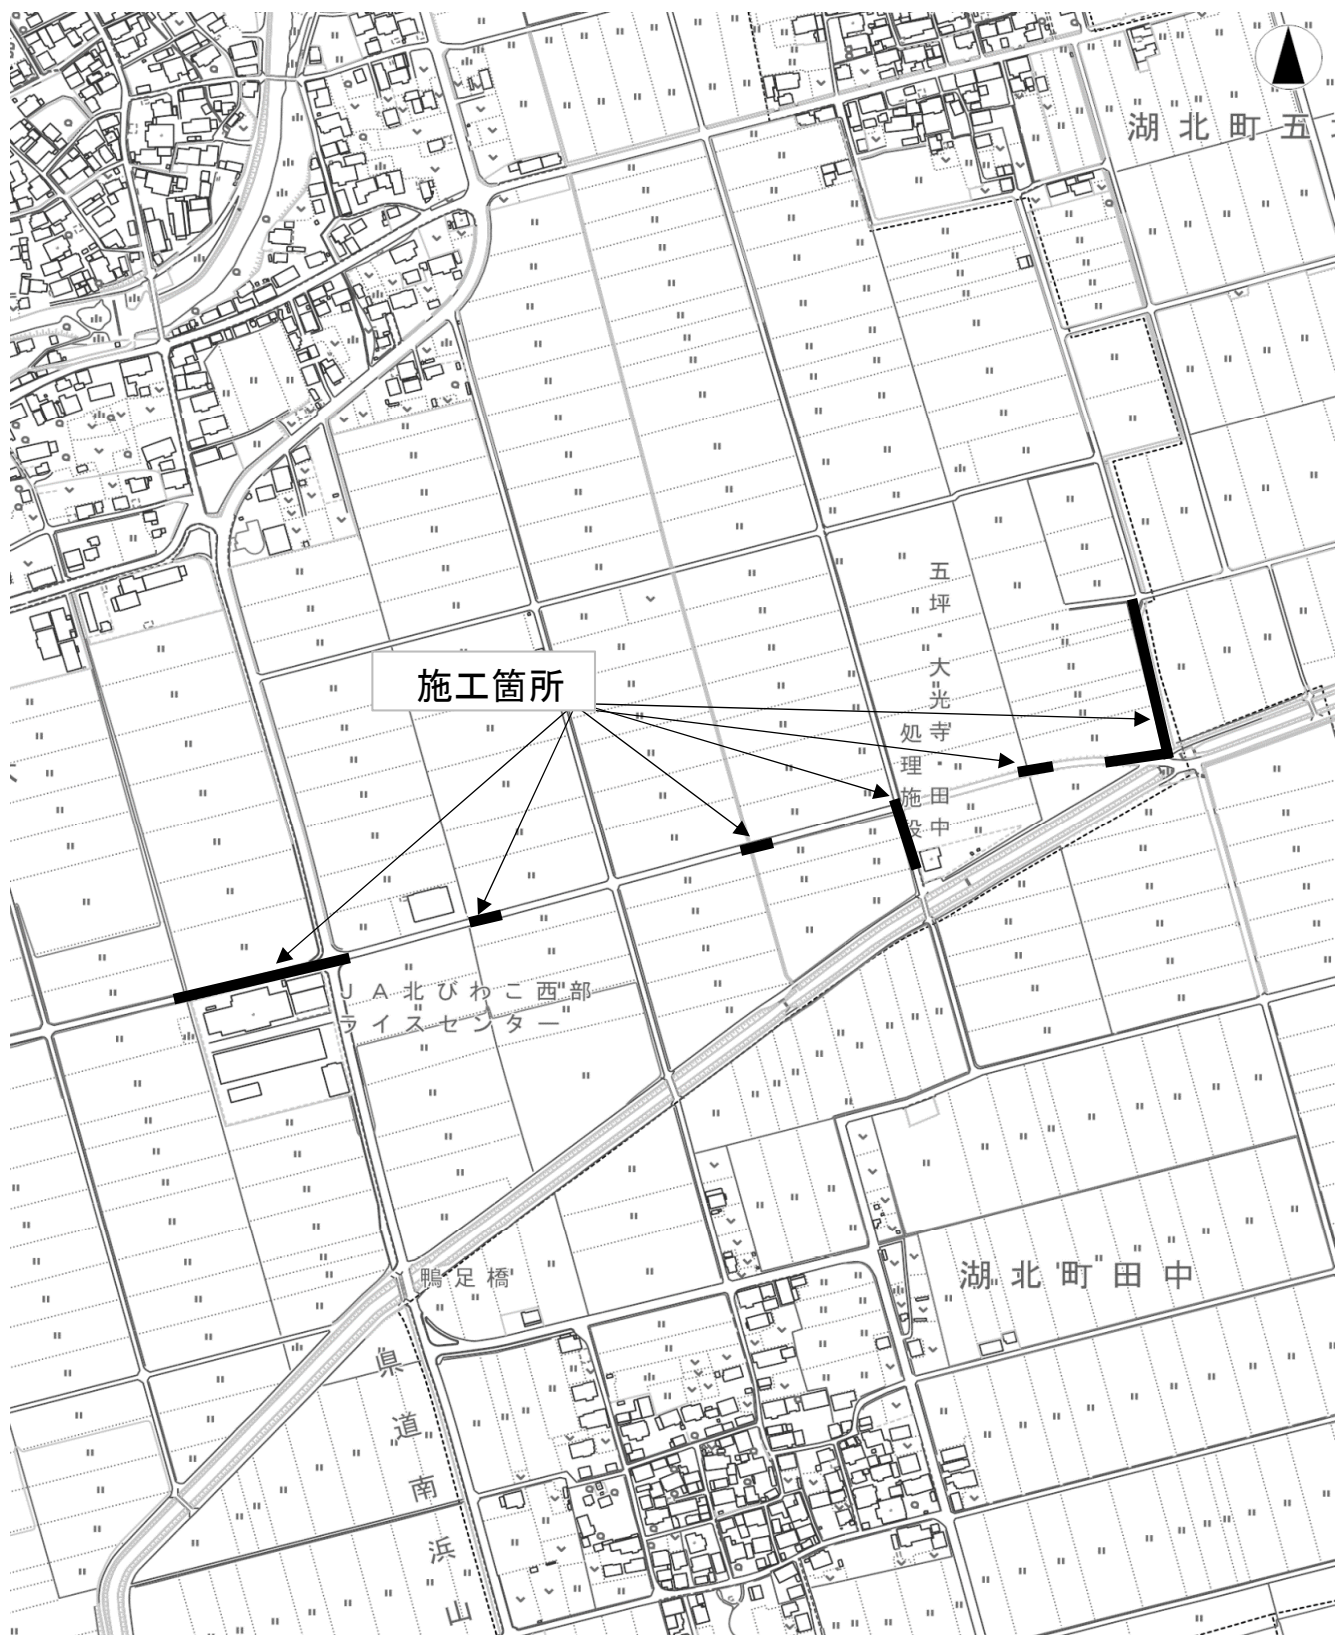 湖北町五
五坪・大光寺・田中
処理施設
施工箇所
JA北びわこ西部
ライスセンター
鴨足橋
湖北町田中
県道南浜山